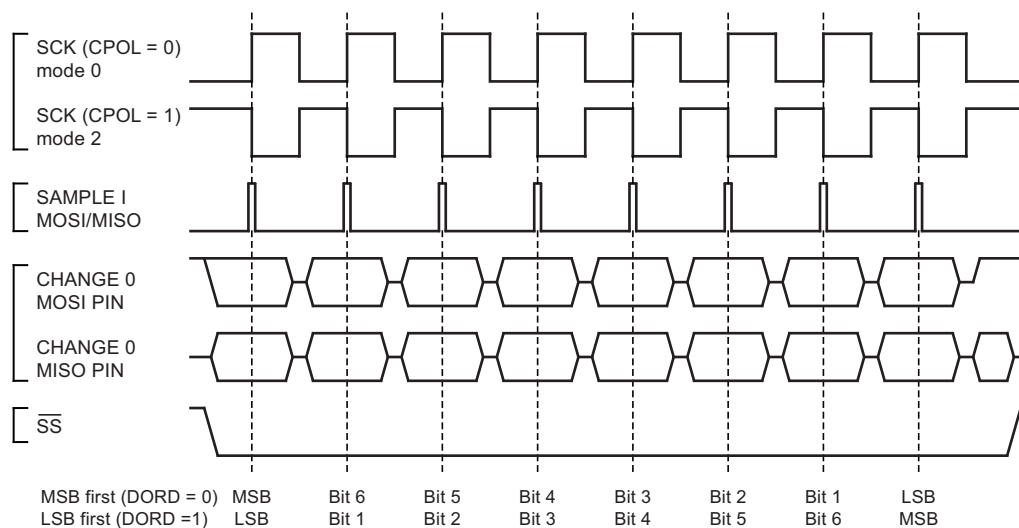 SCK (CPOL = 0)
mode 0
SCK (CPOL = 1)
mode 2
SAMPLE I
MOSI/MISO
CHANGE 0
MOSI PIN
CHANGE 0
MISO PIN
SS
MSB first (DORD = 0) MSB Bit 6 Bit 5 Bit 4 Bit 3 Bit 2 Bit 1 LSB
LSB first (DORD =1) LSB Bit 1 Bit 2 Bit 3 Bit 4 Bit 5 Bit 6 MSB